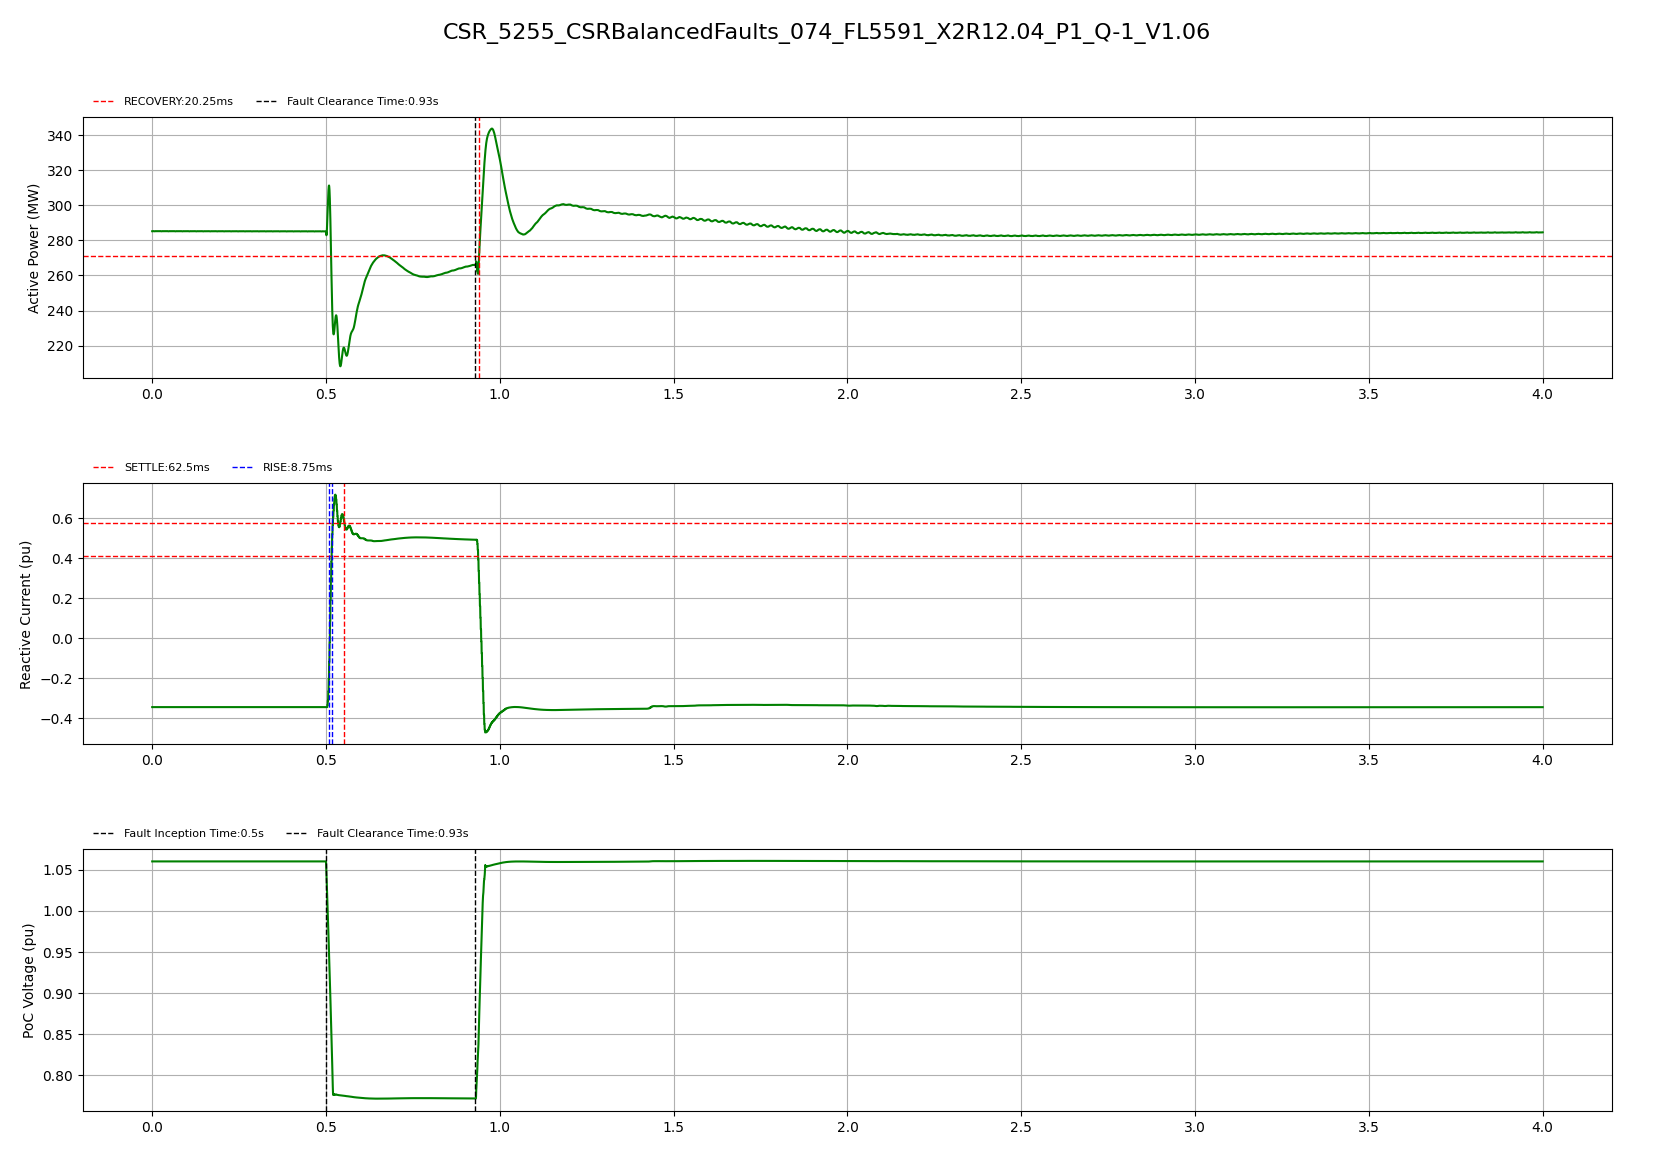 CSR_5255_CSRBalancedFaults_074_FL5591_X2R12.04_P1_Q-1_V1.06
RECOVERY:20.25ms Fault Clearance Time:0.93s
Active Power (MW)
340
320
300
280
260
240
220
0.0 0.5 1.0 1.5 2.0 2.5 3.0 3.5 4.0
SETTLE:62.5ms RISE:8.75ms
Reactive Current (pu)
0.6
0.4
0.2
0.0
−0.2
−0.4
0.0 0.5 1.0 1.5 2.0 2.5 3.0 3.5 4.0
Fault Inception Time:0.5s Fault Clearance Time:0.93s
PoC Voltage (pu)
1.05
1.00
0.95
0.90
0.85
0.80
0.0 0.5 1.0 1.5 2.0 2.5 3.0 3.5 4.0